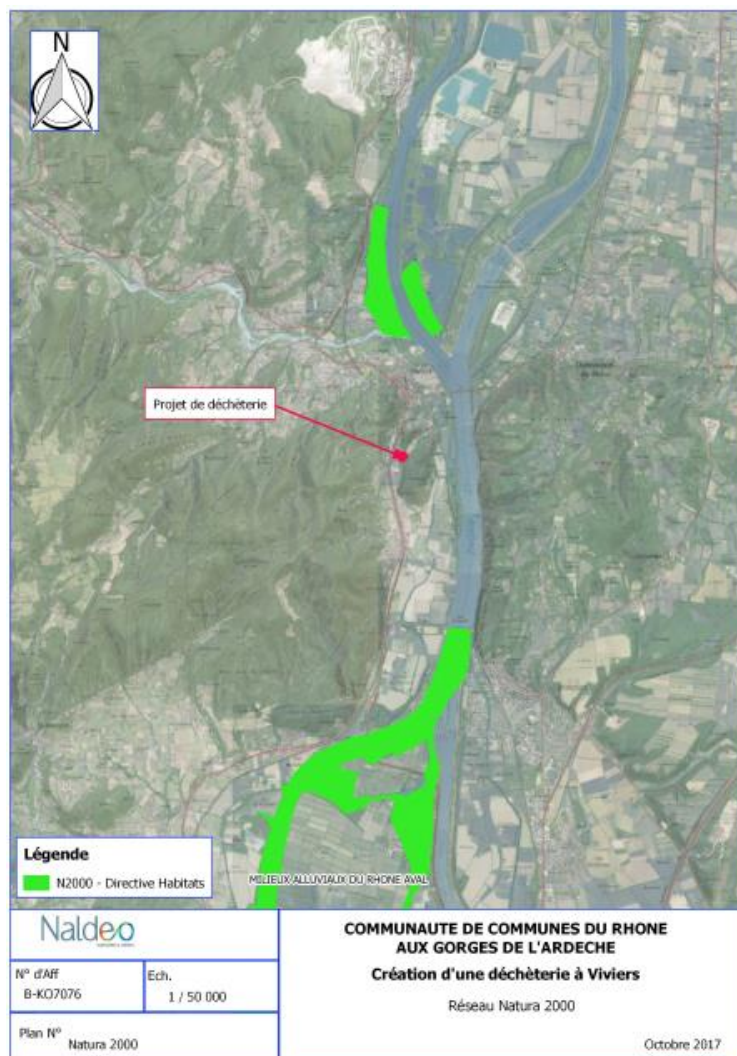 N
Projet de déchèterie
Légende
N2000 - Directive Habitats
MILIEUX ALLUVIAUX DU RHONE AVAL
Naldeo
N° d'Aff
B-KO7076
Ech.
1 / 50 000
Plan N°
Natura 2000
COMMUNAUTE DE COMMUNES DU RHONE
AUX GORGES DE L'ARDECHE
Création d'une déchèterie à Viviers
Réseau Natura 2000
Octobre 2017